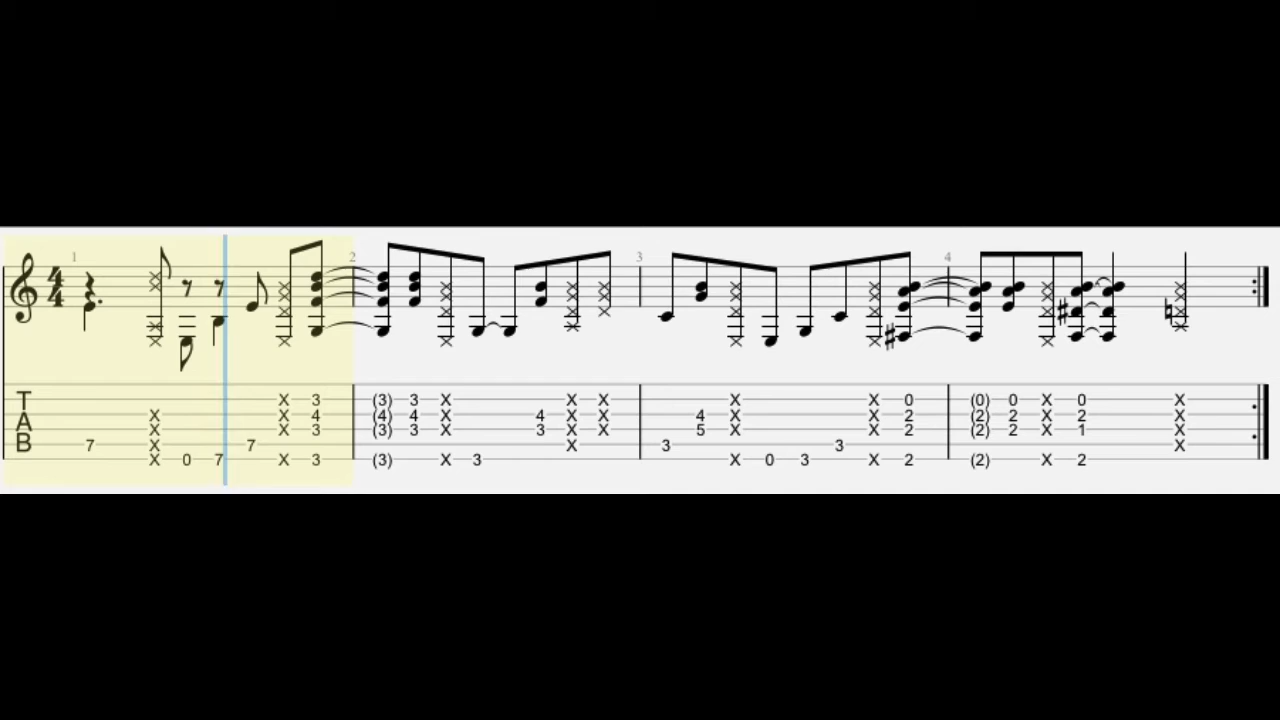 1 2 3 4
4
4
T X 3 (3) 3 X X X X X 0 (0) 0 X 0
A X X 4 (4) 4 X 4 X X 4 X X 2 (2) 2 X 2 X
X X 3 (3) 3 X 3 X X 5 X X 2 (2) 2 X 1 X
B 7 X 7 X 3 3 X
X 0 7 X 3 (3) X 3 X 0 3 X 2 (2) X 2